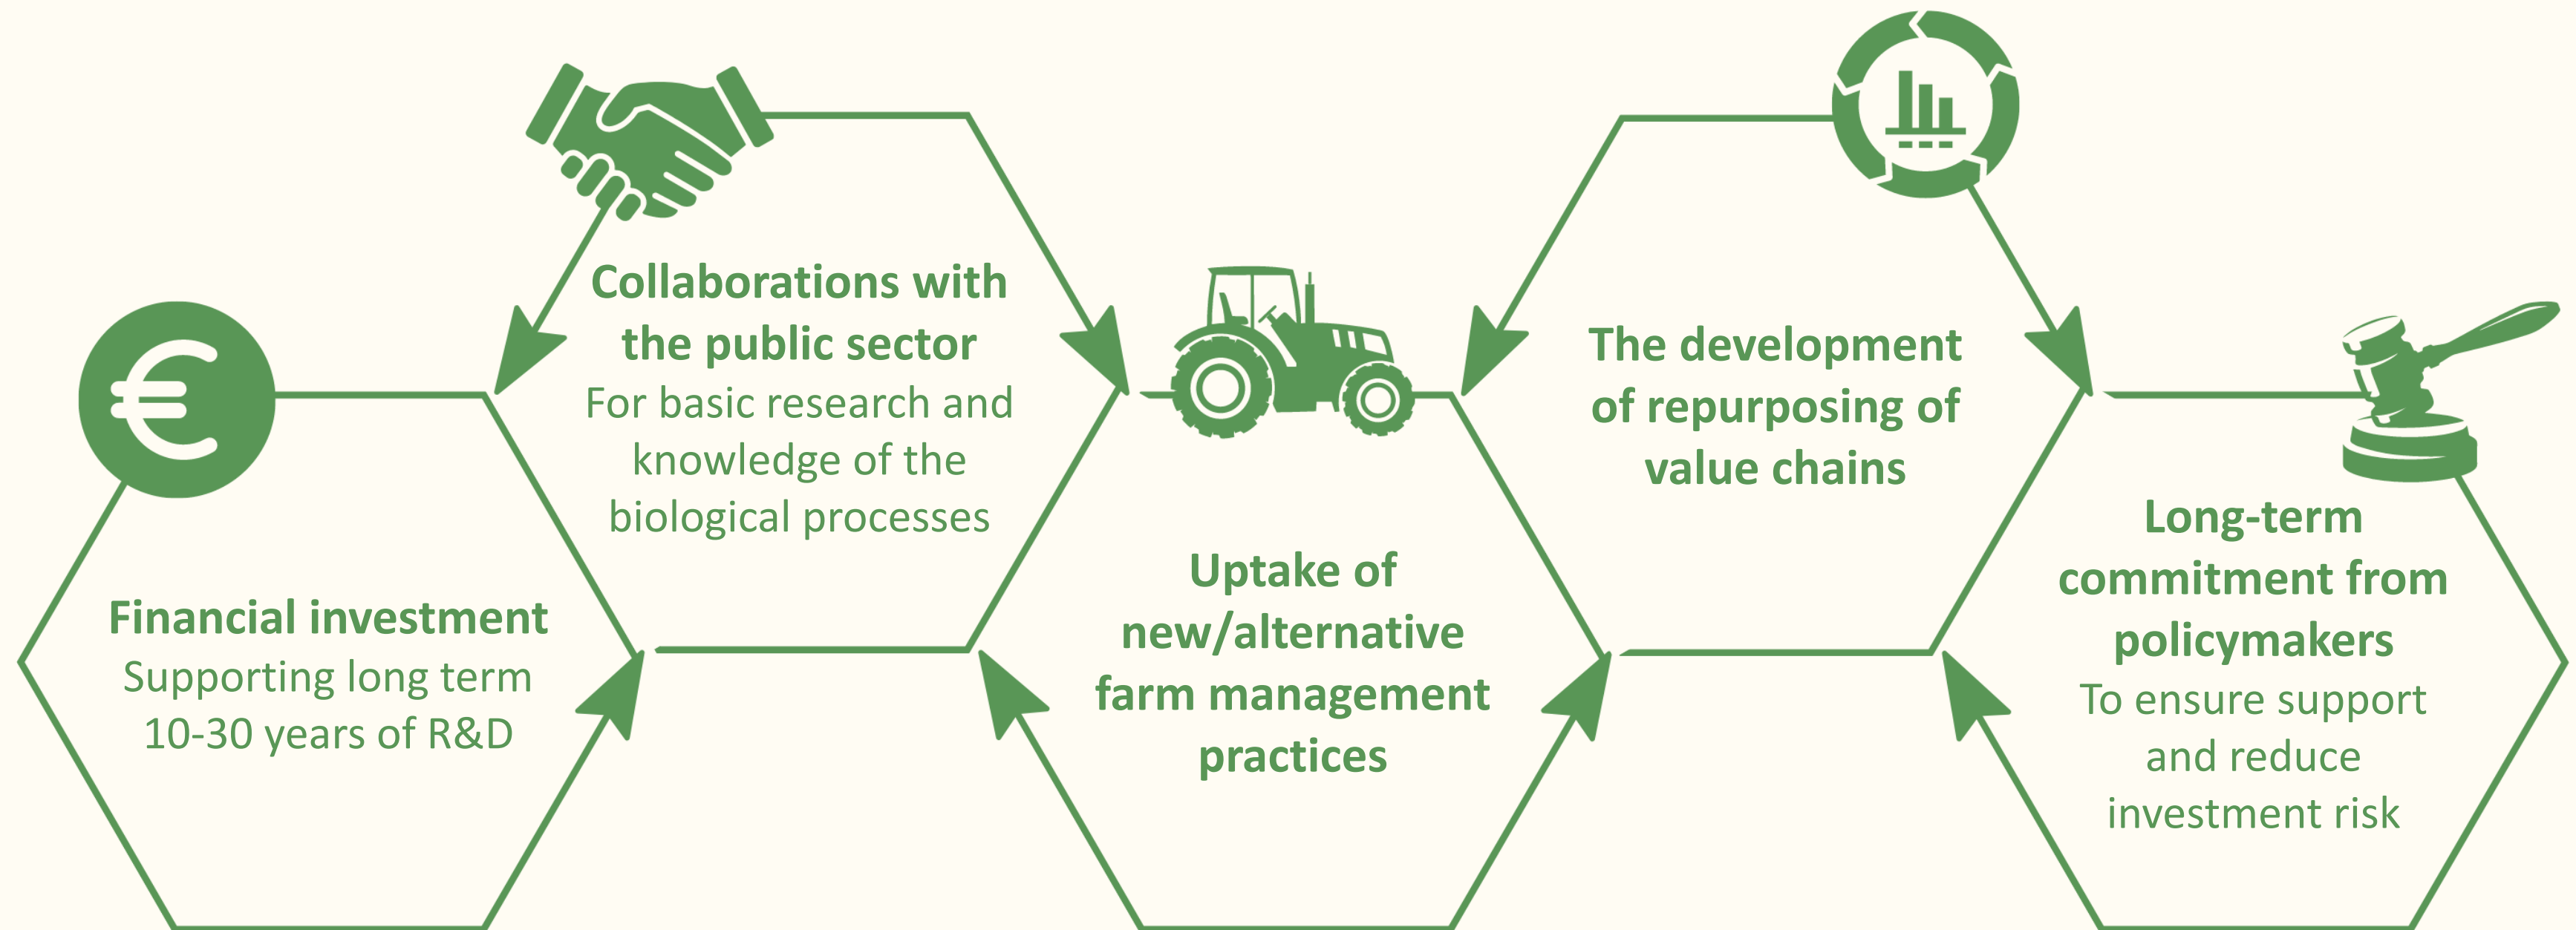 Financial investment
Supporting long term
10-30 years of R&D
Collaborations with
the public sector
For basic research and
knowledge of the
biological processes
Uptake of
new/alternative
farm management
practices
The development
of repurposing of
value chains
Long-term
commitment from
policymakers
To ensure support
and reduce
investment risk